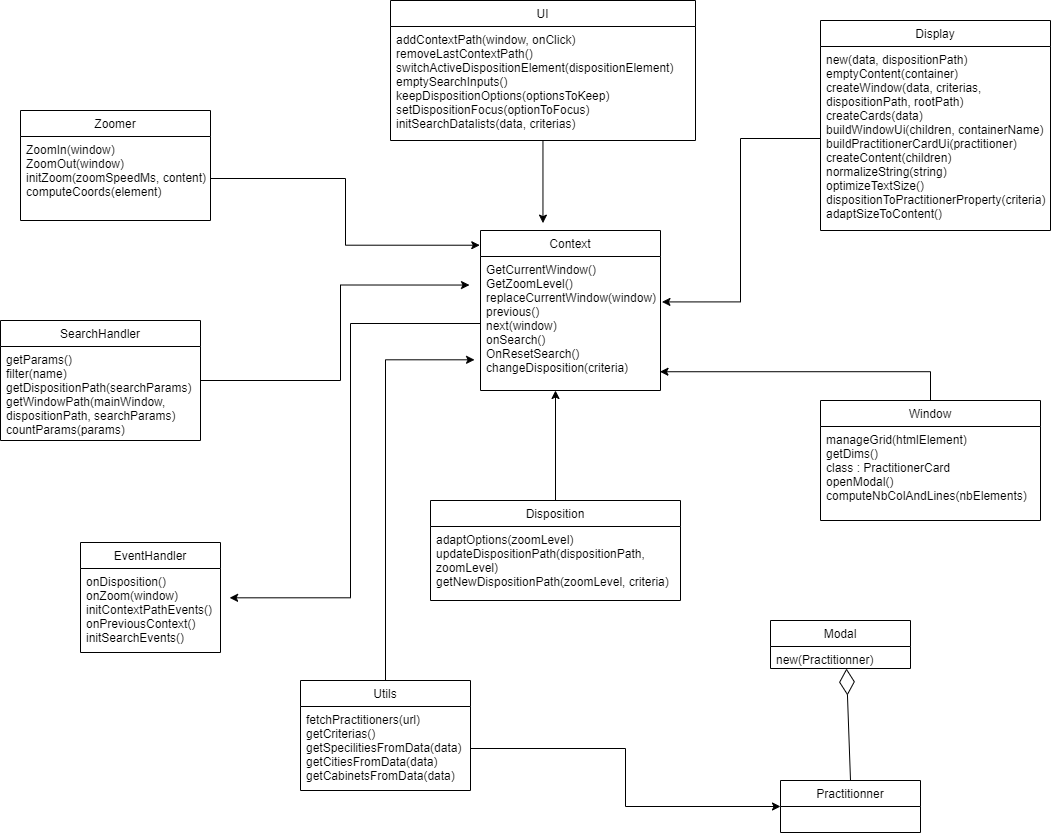 UI
addContextPath(window, onClick)
removeLastContextPath()
switchActiveDispositionElement(dispositionElement)
emptySearchInputs()
keepDispositionOptions(optionsToKeep)
setDispositionFocus(optionToFocus)
initSearchDatalists(data, criterias)
Display
new(data, dispositionPath)
emptyContent(container)
createWindow(data, criterias,
dispositionPath, rootPath)
createCards(data)
buildWindowUi(children, containerName)
buildPractitionerCardUi(practitioner)
createContent(children)
normalizeString(string)
optimizeTextSize()
dispositionToPractitionerProperty(criteria)
adaptSizeToContent()
Zoomer
ZoomIn(window)
ZoomOut(window)
initZoom(zoomSpeedMs, content)
computeCoords(element)
Context
GetCurrentWindow()
GetZoomLevel()
replaceCurrentWindow(window)
previous()
next(window)
onSearch()
OnResetSearch()
changeDisposition(criteria)
SearchHandler
getParams()
filter(name)
getDispositionPath(searchParams)
getWindowPath(mainWindow,
dispositionPath, searchParams)
countParams(params)
Window
manageGrid(htmlElement)
getDims()
class : PractitionerCard
openModal()
computeNbColAndLines(nbElements)
Disposition
adaptOptions(zoomLevel)
updateDispositionPath(dispositionPath,
zoomLevel)
getNewDispositionPath(zoomLevel, criteria)
EventHandler
onDisposition()
onZoom(window)
initContextPathEvents()
onPreviousContext()
initSearchEvents()
Modal
new(Practitionner)
Utils
fetchPractitioners(url)
getCriterias()
getSpecilitiesFromData(data)
getCitiesFromData(data)
getCabinetsFromData(data)
Practitionner